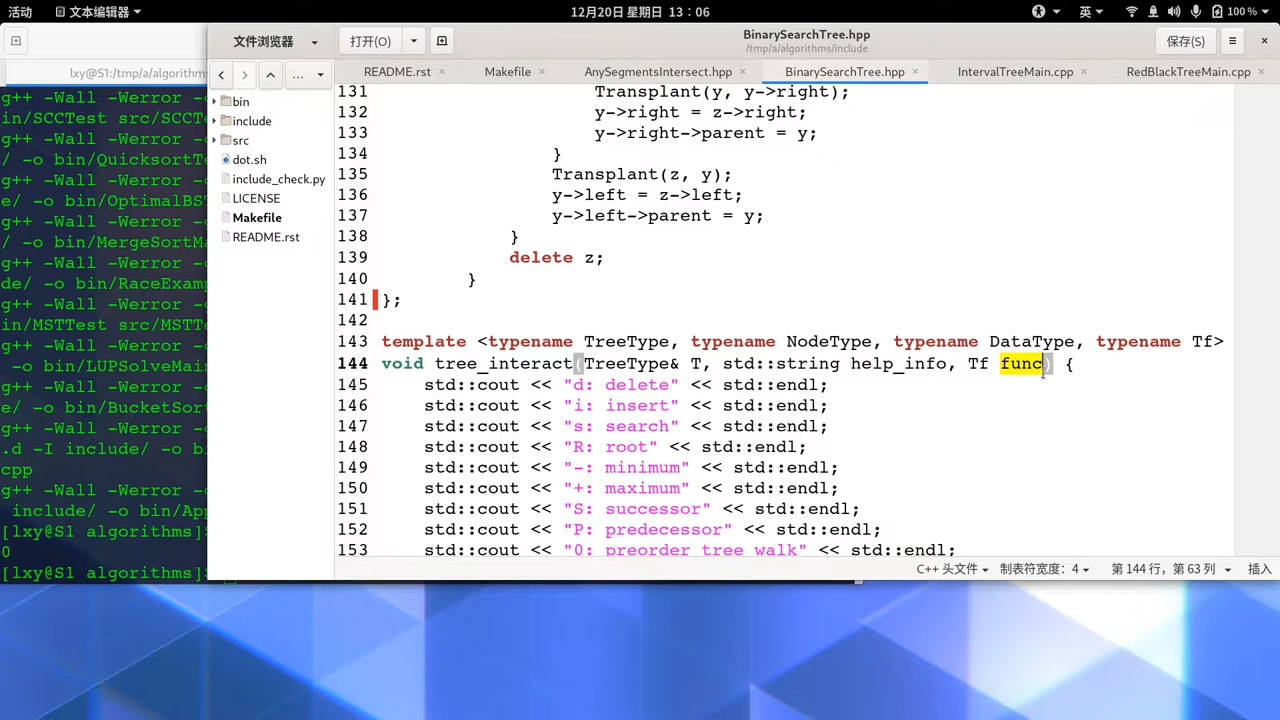 活动 文本编辑器 12月20日 星期日 13：06 英 100 %
lxy@S1:/tmp/a/algorithms
文件浏览器 打开(O) BinarySearchTree.hpp 保存(S)
/tmp/a/algorithms/include
... README.rst Makefile AnySegmentsIntersect.hpp BinarySearchTree.hpp IntervalTreeMain.cpp RedBlackTreeMain.cpp
g++ -Wall -Werror -o
in/SCCTest src/SCCT
g++ -Wall -Werror -o
/ -o bin/QuicksortTe
g++ -Wall -Werror -o
e/ -o bin/OptimalBST
g++ -Wall -Werror -o
/ -o bin/MergeSortMa
g++ -Wall -Werror -o
de/ -o bin/RaceExamp
g++ -Wall -Werror -o
in/MSTTest src/MSTTe
g++ -Wall -Werror -o
e/ -o bin/LUPSolveMain
g++ -Wall -Werror -o
e/ -o bin/BucketSort
g++ -Wall -Werror -o
.d -I include/ -o bi
cpp
g++ -Wall -Werror -o
include/ -o bin/App
[lxy@S1 algorithms]$
0
[lxy@S1 algorithms]$
bin
include
src
dot.sh
include_check.py
LICENSE
Makefile
README.rst
131 Transplant(y, y->right);
132 y->right = z->right;
133 y->right->parent = y;
134 }
135 Transplant(z, y);
136 y->left = z->left;
137 y->left->parent = y;
138 }
139 delete z;
140 }
141 };
142
143 template <typename TreeType, typename NodeType, typename DataType, typename Tf>
144 void tree_interact(TreeType& T, std::string help_info, Tf func) {
145 std::cout << "d: delete" << std::endl;
146 std::cout << "i: insert" << std::endl;
147 std::cout << "s: search" << std::endl;
148 std::cout << "R: root" << std::endl;
149 std::cout << "-: minimum" << std::endl;
150 std::cout << "+: maximum" << std::endl;
151 std::cout << "S: successor" << std::endl;
152 std::cout << "P: predecessor" << std::endl;
153 std::cout << "0: preorder tree walk" << std::endl;
C++ 头文件 制表符宽度：4 第 144 行，第 63 列 插入